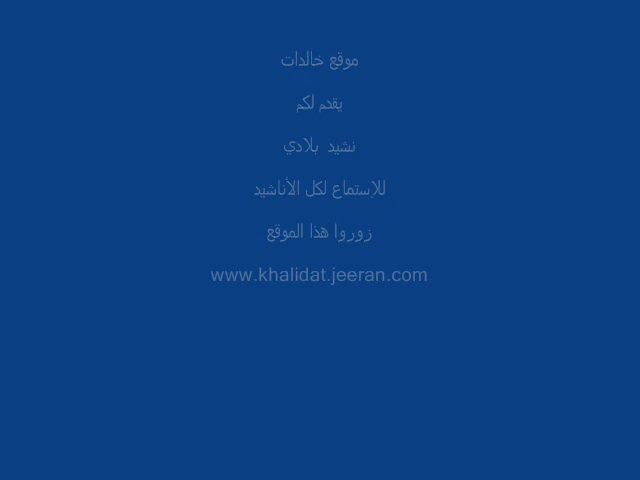 موقع خالدات
يقدم لكم
نشيد بلادي
للإستماع لكل الأناشيد
زوروا هذا الموقع
www.khalidat.jeeran.com